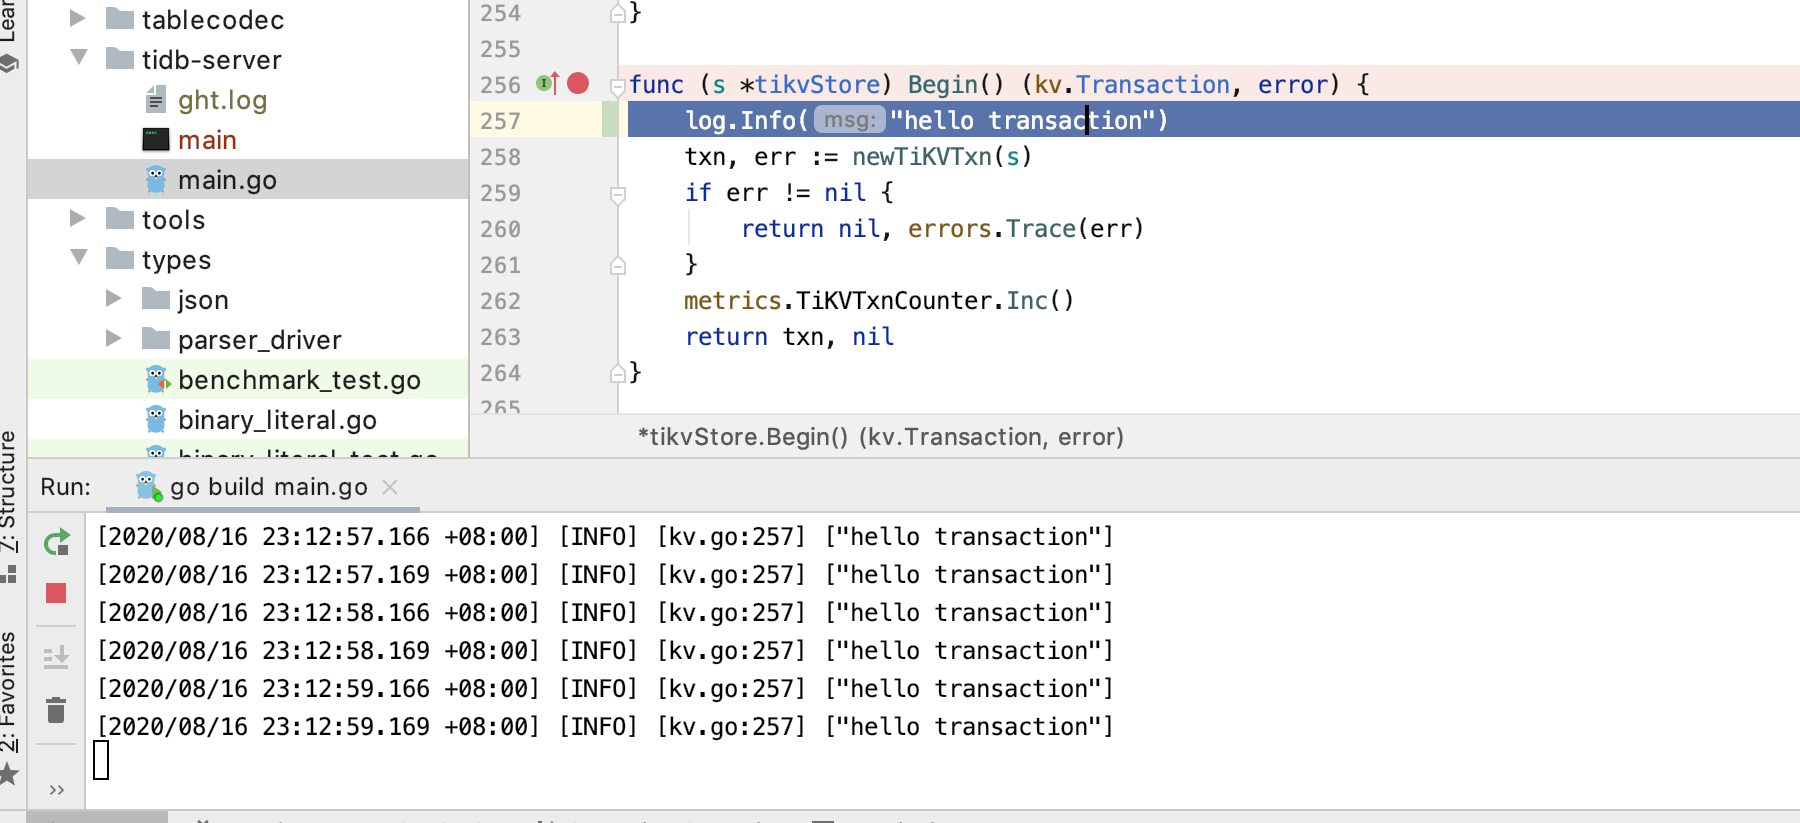 Lear
7: Structure
2: Favorites
tablecodec
tidb-server
ght.log
main
main.go
tools
types
json
parser_driver
benchmark_test.go
binary_literal.go
binary_literal_test.go
254 }
255
256 func (s *tikvStore) Begin() (kv.Transaction, error) {
257 log.Info( msg: "hello transaction")
258 txn, err := newTiKVTxn(s)
259 if err != nil {
260 return nil, errors.Trace(err)
261 }
262 metrics.TiKVTxnCounter.Inc()
263 return txn, nil
264 }
265
*tikvStore.Begin() (kv.Transaction, error)
Run: go build main.go
[2020/08/16 23:12:57.166 +08:00] [INFO] [kv.go:257] ["hello transaction"]
[2020/08/16 23:12:57.169 +08:00] [INFO] [kv.go:257] ["hello transaction"]
[2020/08/16 23:12:58.166 +08:00] [INFO] [kv.go:257] ["hello transaction"]
[2020/08/16 23:12:58.169 +08:00] [INFO] [kv.go:257] ["hello transaction"]
[2020/08/16 23:12:59.166 +08:00] [INFO] [kv.go:257] ["hello transaction"]
[2020/08/16 23:12:59.169 +08:00] [INFO] [kv.go:257] ["hello transaction"]